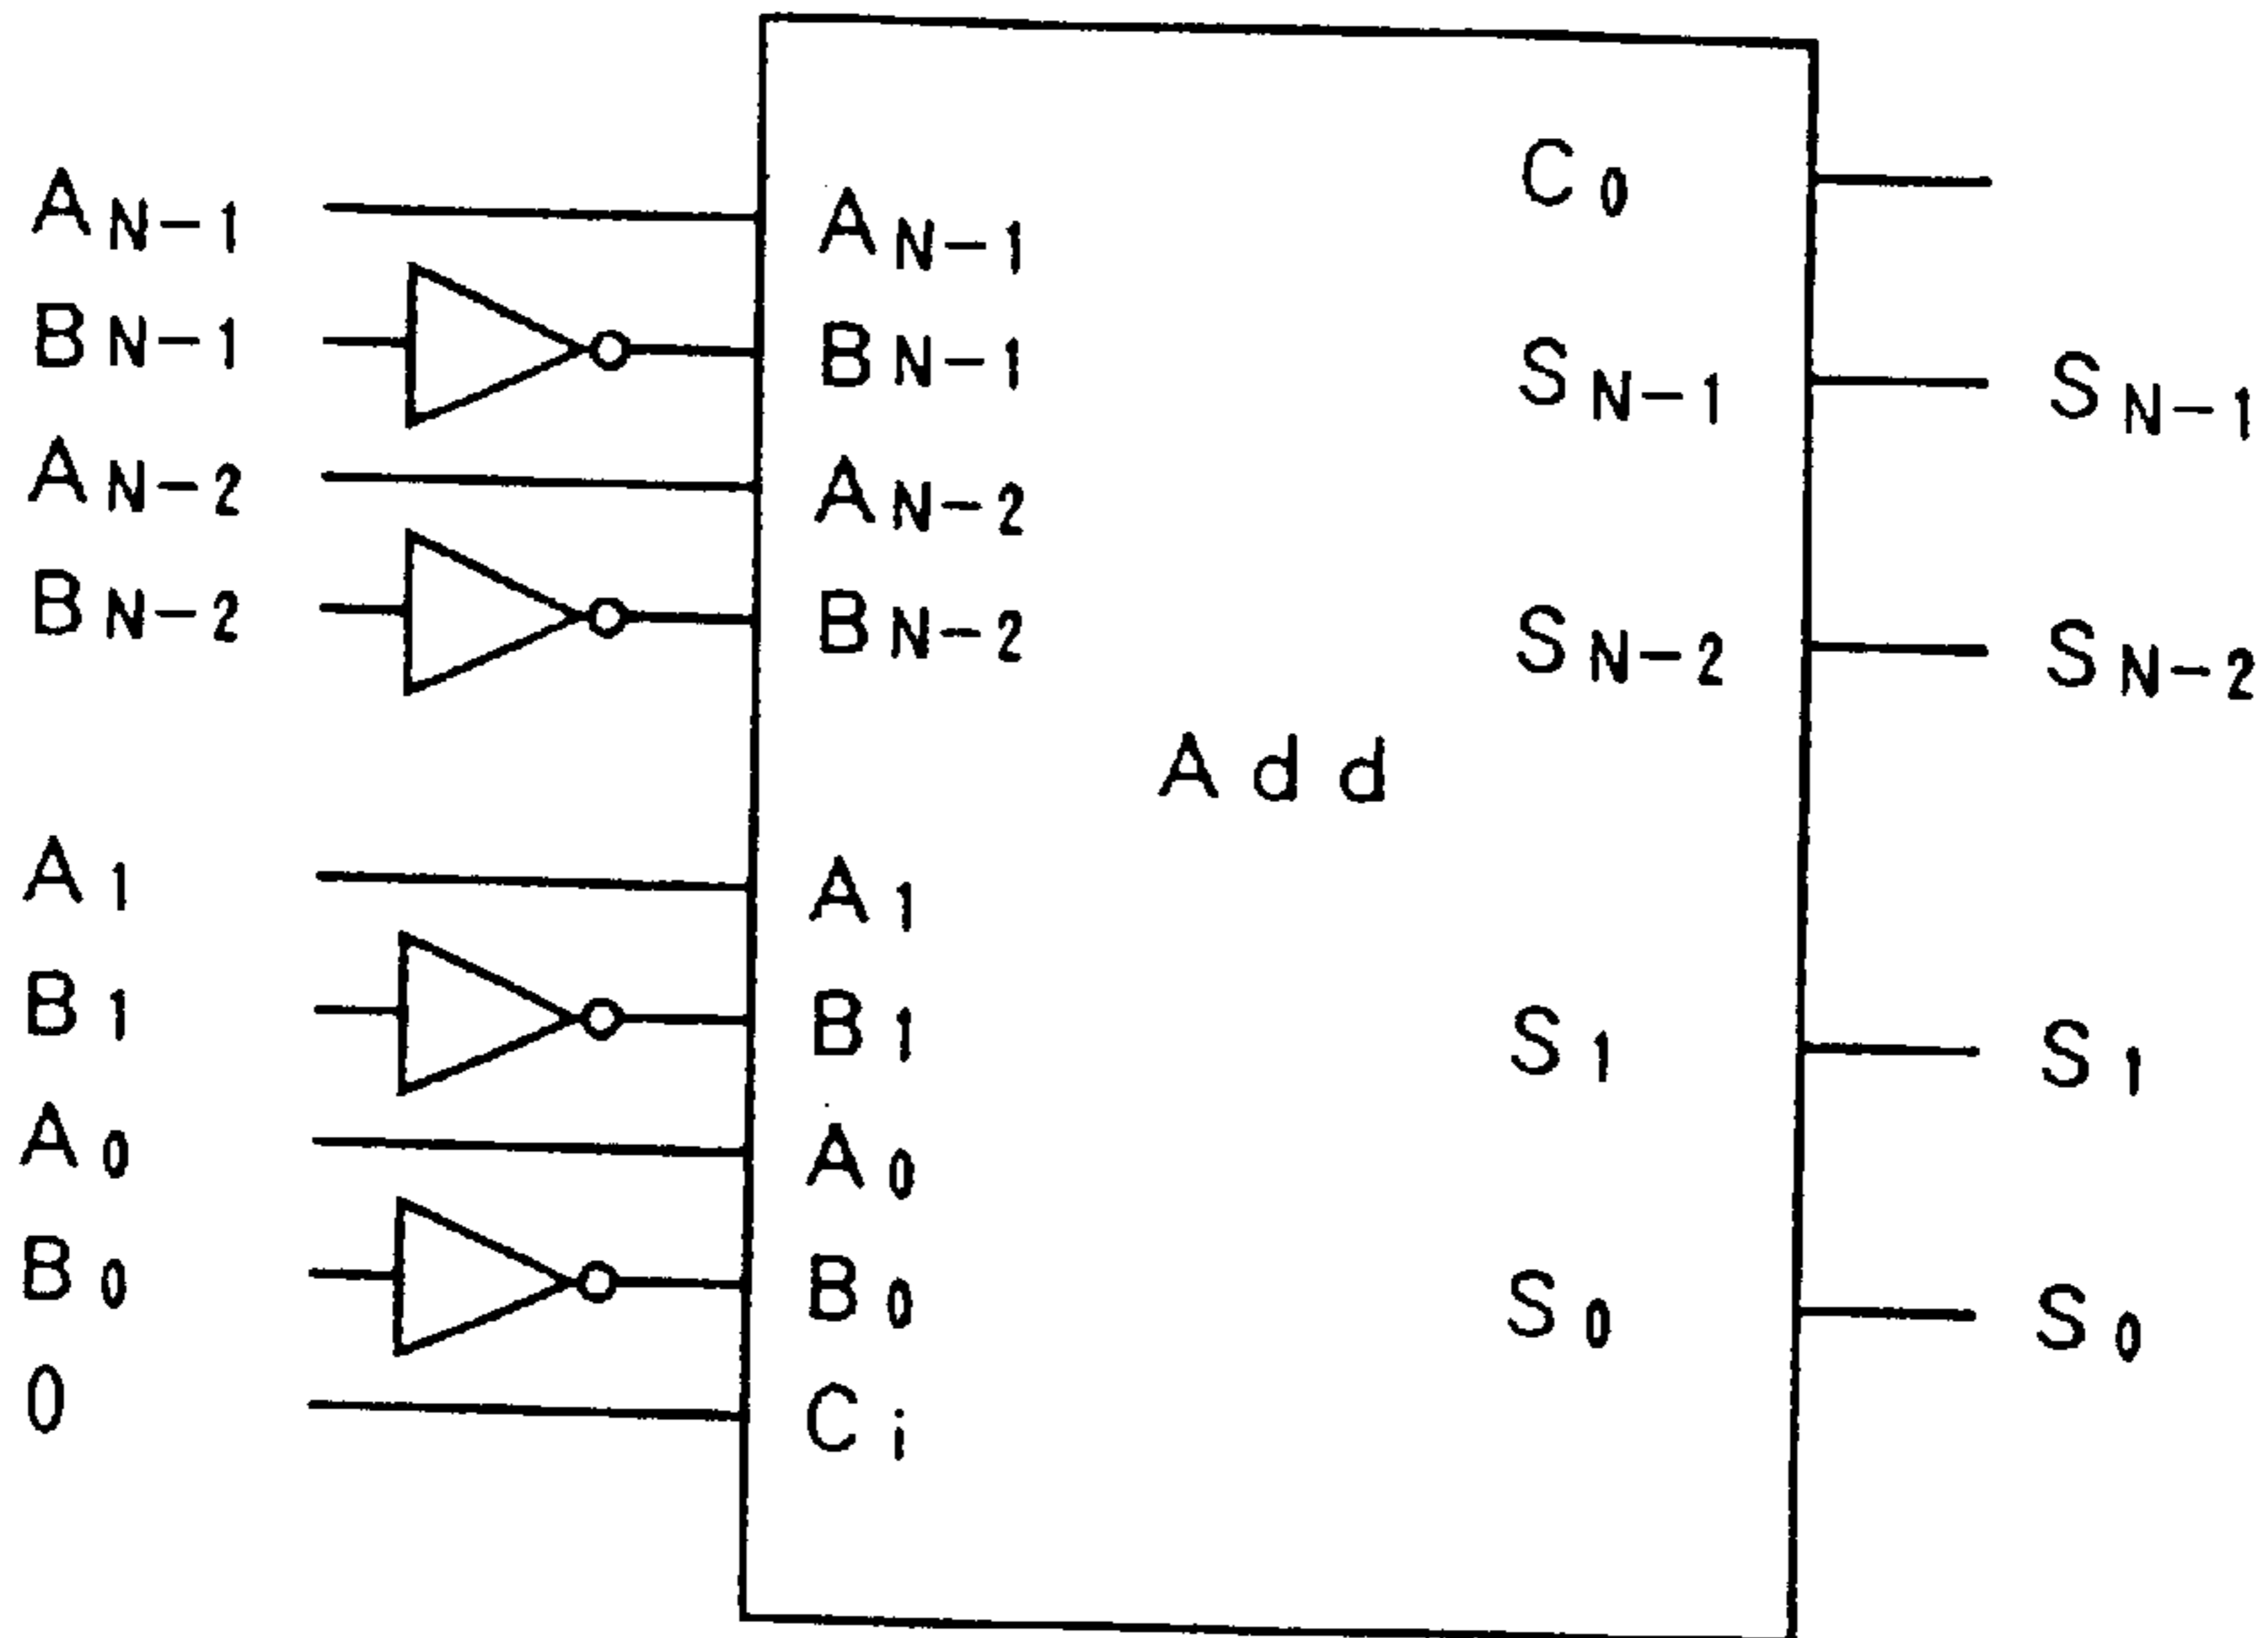 A N-1 A N-1 C 0
B N-1 B N-1 S N-1 S N-1
A N-2 A N-2
B N-2 B N-2 S N-2 S N-2
Add
A 1 A 1
B 1 B 1 S 1 S 1
A 0 A 0
B 0 B 0 S 0 S 0
0 C i